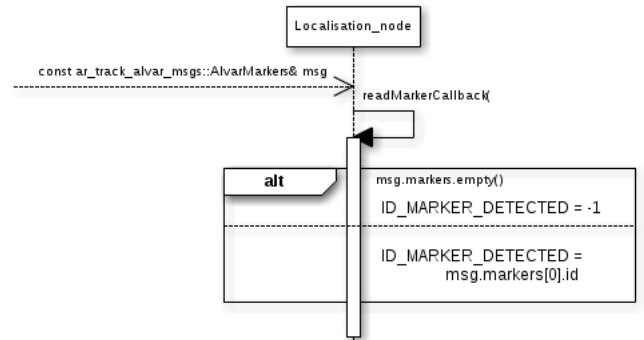 Localisation_node
const ar_track_alvar_msgs::AlvarMarkers& msg
readMarkerCallback(
alt
msg.markers.empty()
ID_MARKER_DETECTED = -1
ID_MARKER_DETECTED =
msg.markers[0].id